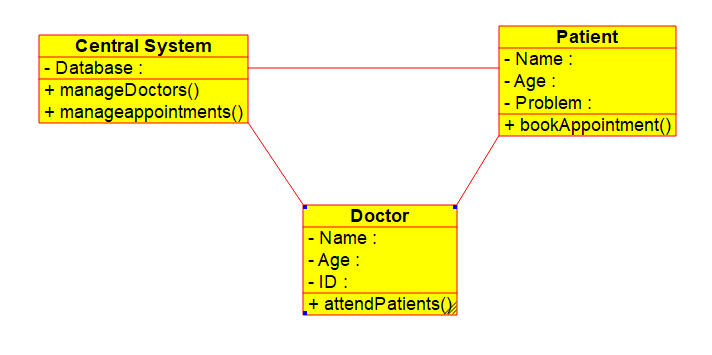 Central System
- Database :
+ manageDoctors()
+ manageappointments()
Patient
- Name :
- Age :
- Problem :
+ bookAppointment()
Doctor
- Name :
- Age :
- ID :
+ attendPatients()